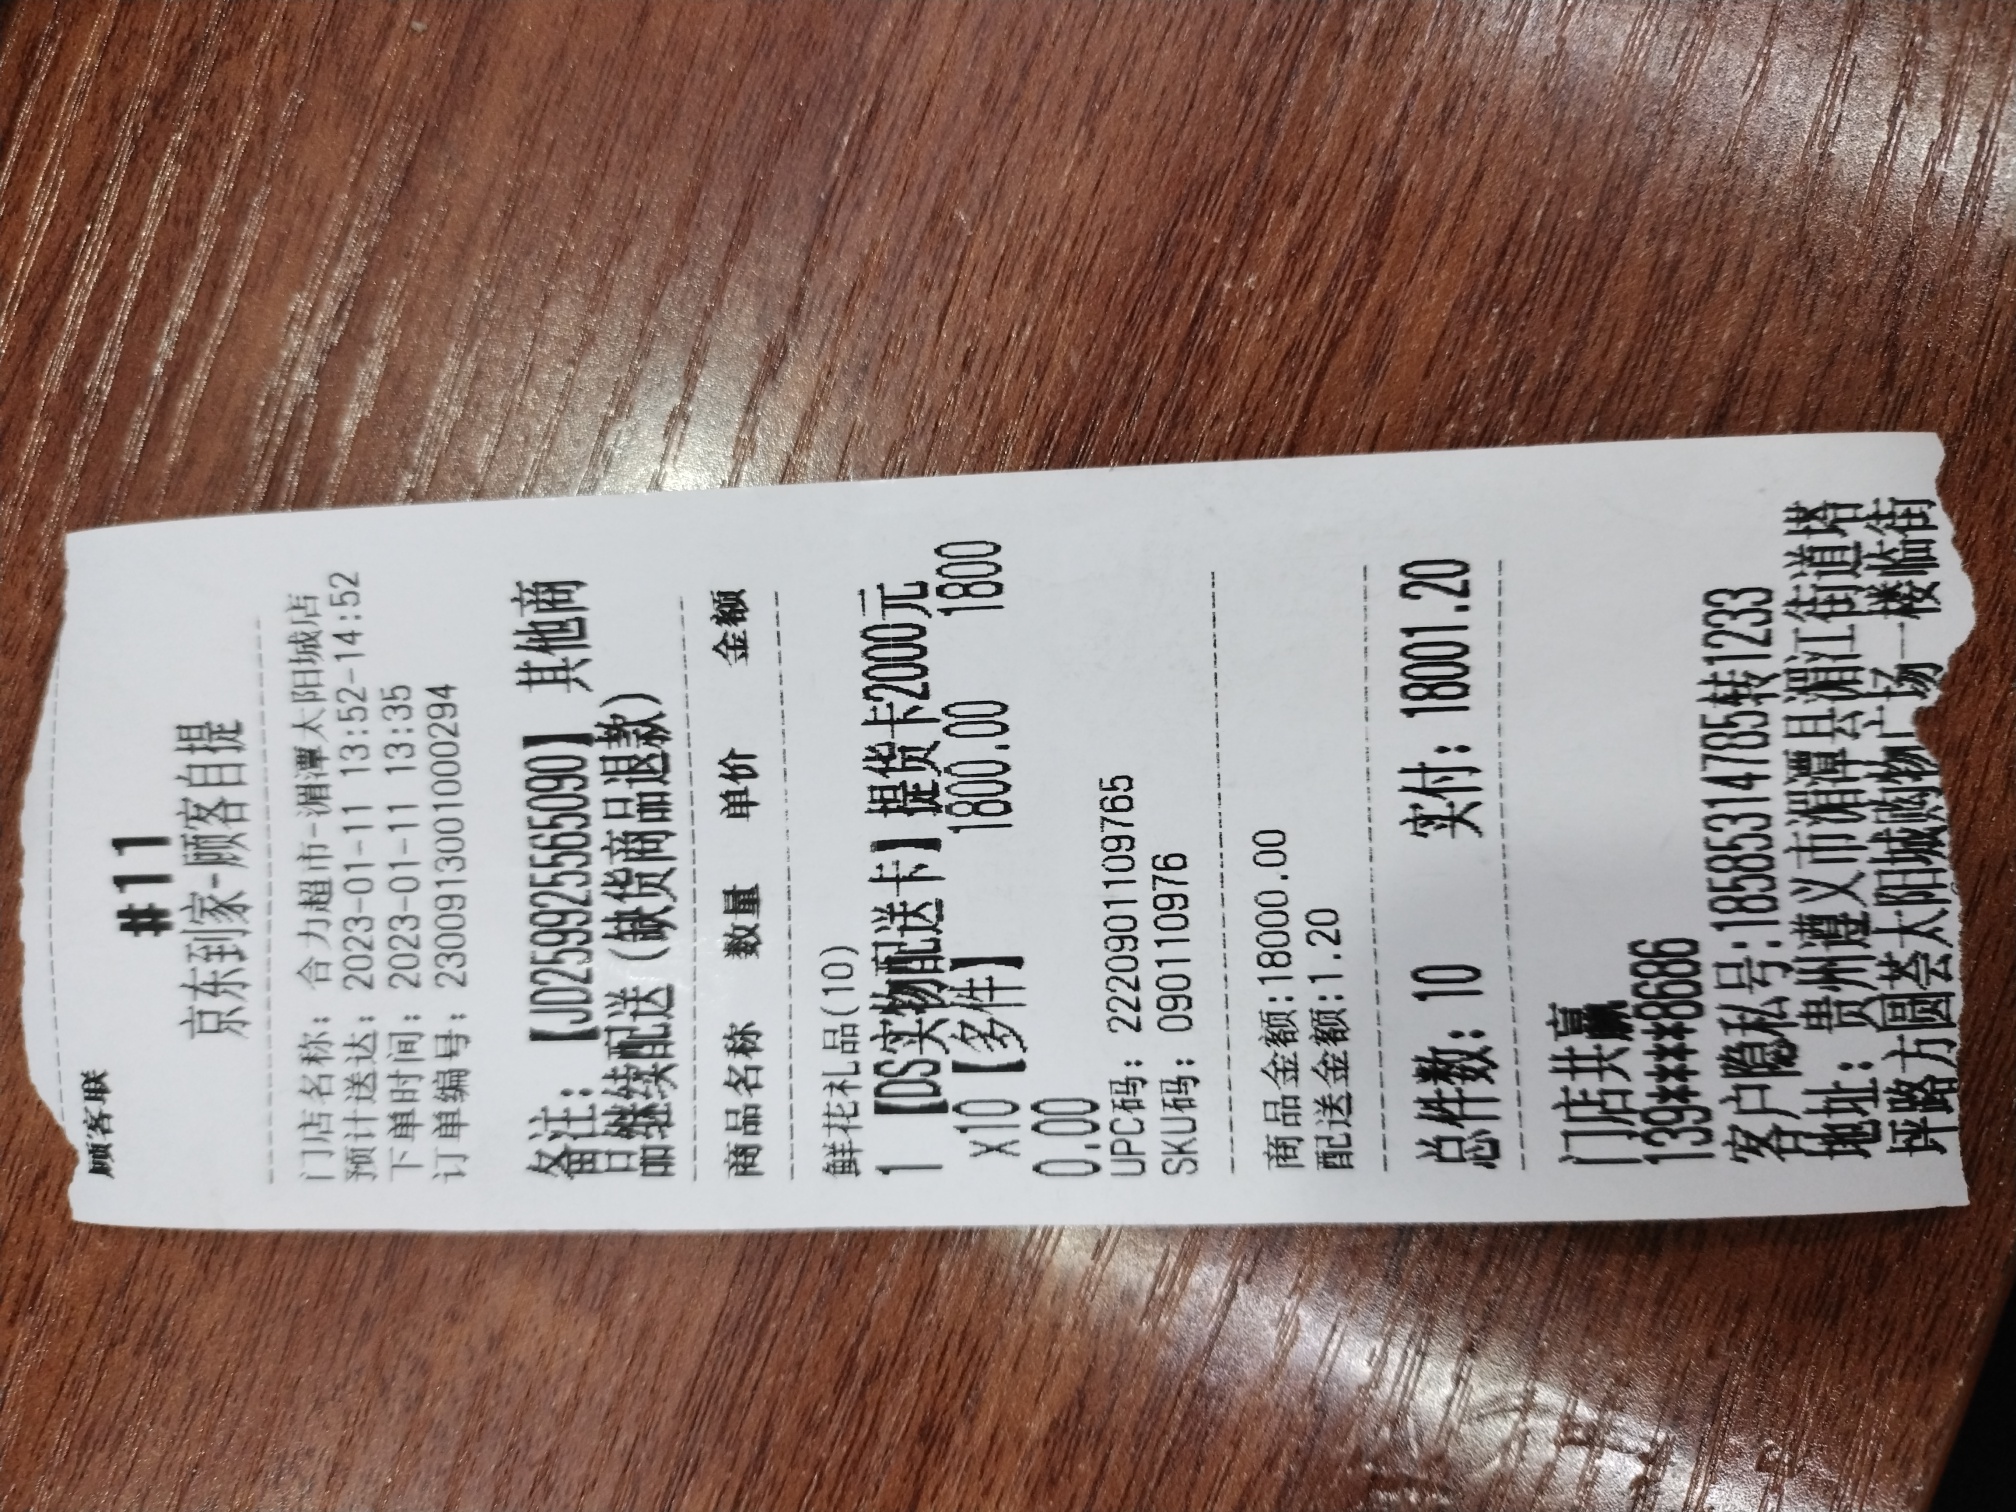 顾客联
#11
京东到家-顾客自提
门店名称：合力超市-湄潭太阳城店
预计送达：2023-01-11 13:52-14:52
下单时间：2023-01-11 13:35
订单编号：2300913001000294
备注：【JD259925565090】其他商
品继续配送（缺货商品退款）
商品名称 数量 单价 金额
鲜花礼品(10)
1 【DS实物配送卡】提货卡2000元
x10【多件】 1800.00 1800
0.00
UPC码：2220901109765
SKU码：090110976
商品金额:18000.00
配送金额:1.20
总件数：10 实付：18001.20
门店共赢
139****8686
客户隐私号:18585314785转1233
地址：贵州遵义市湄潭县湄江街道塔
坪路方圆荟太阳城购物广场一楼临街